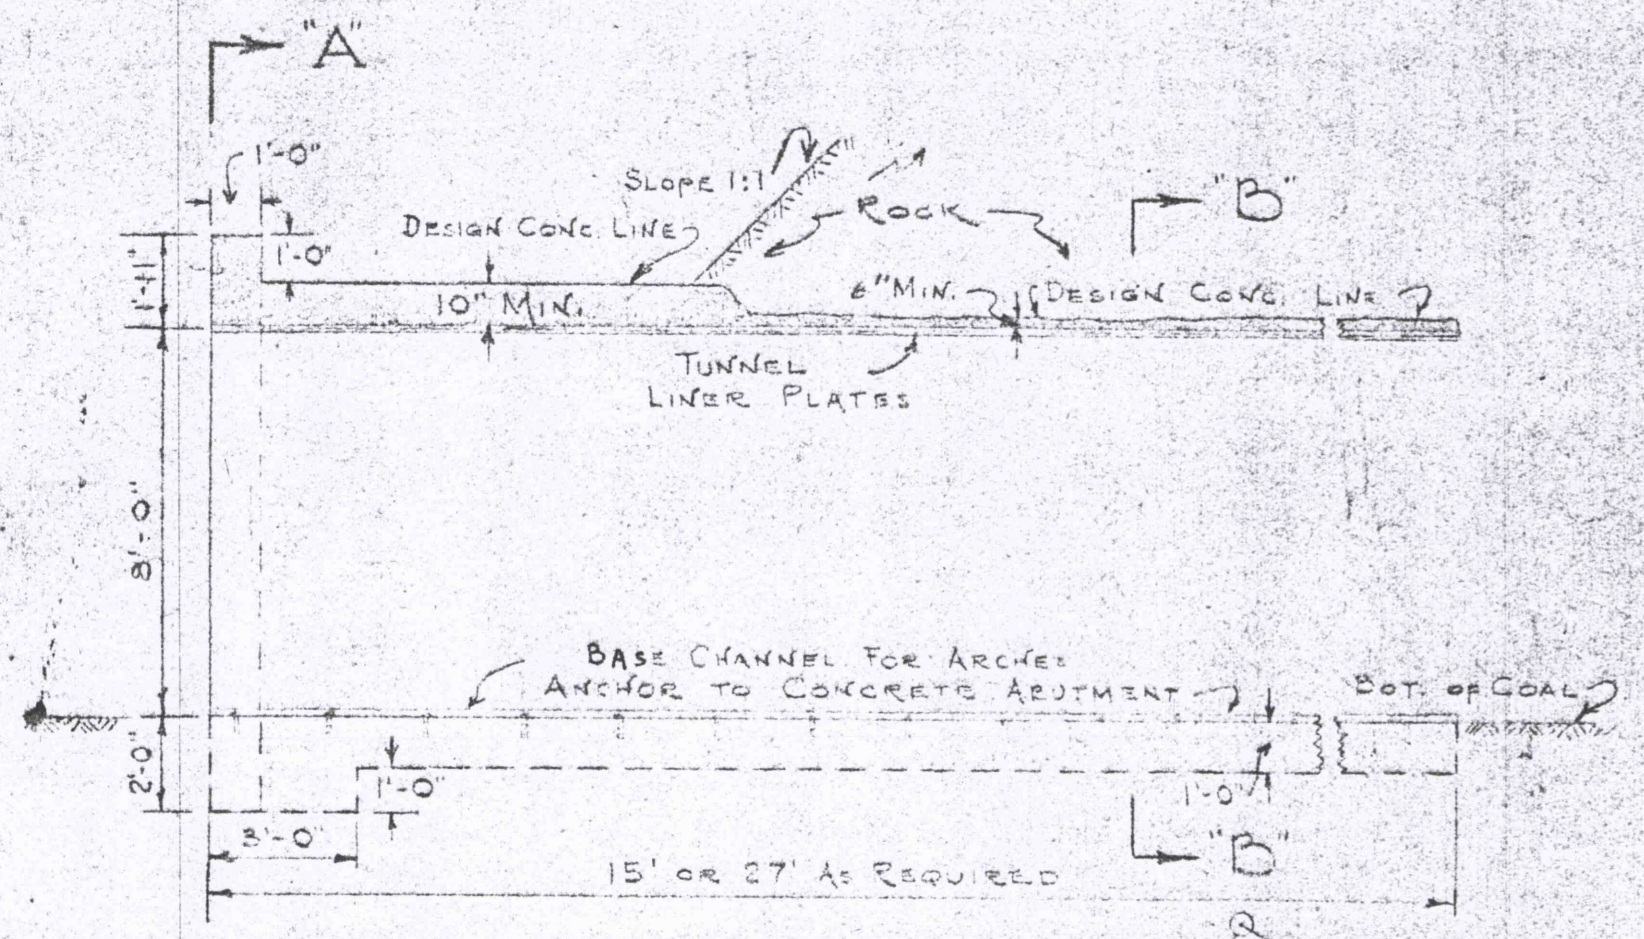 "A"
1'-0"
SLOPE 1:1
ROCK
"B"
DESIGN CONC. LINE
1'-0"
1'-11"
10" MIN.
6" MIN.
DESIGN CONC. LINE
TUNNEL
LINER PLATES
8'-0"
BASE CHANNEL FOR ARCHES
ANCHOR TO CONCRETE ABUTMENT
BOT. OF COAL
2'-0"
1'-0"
1'-0"
3'-0"
"B"
15' OR 27' AS REQUIRED